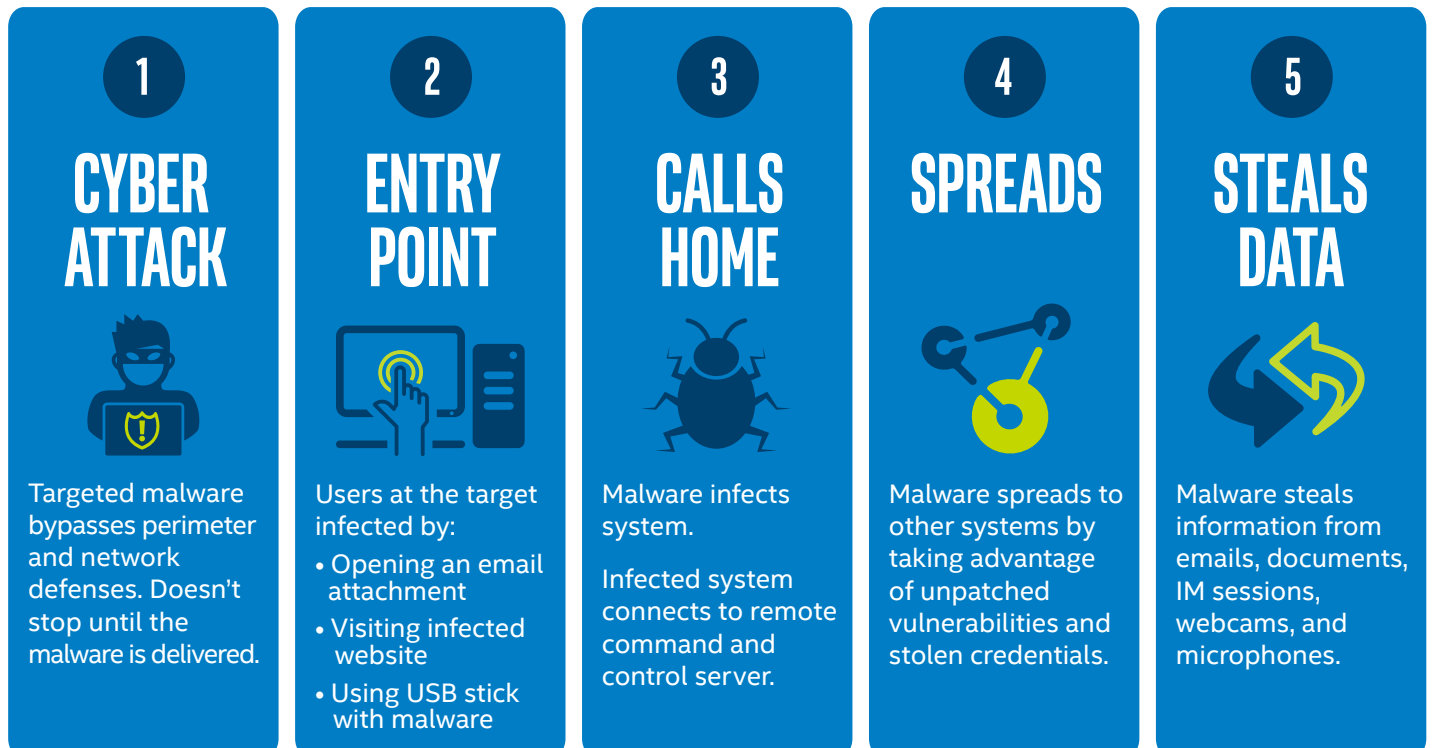 1
CYBER
ATTACK
Targeted malware
bypasses perimeter
and network
defenses. Doesn't
stop until the
malware is delivered.
2
ENTRY
POINT
Users at the target
infected by:
• Opening an email
attachment
• Visiting infected
website
• Using USB stick
with malware
3
CALLS
HOME
Malware infects
system.
Infected system
connects to remote
command and
control server.
4
SPREADS
Malware spreads to
other systems by
taking advantage
of unpatched
vulnerabilities and
stolen credentials.
5
STEALS
DATA
Malware steals
information from
emails, documents,
IM sessions,
webcams, and
microphones.